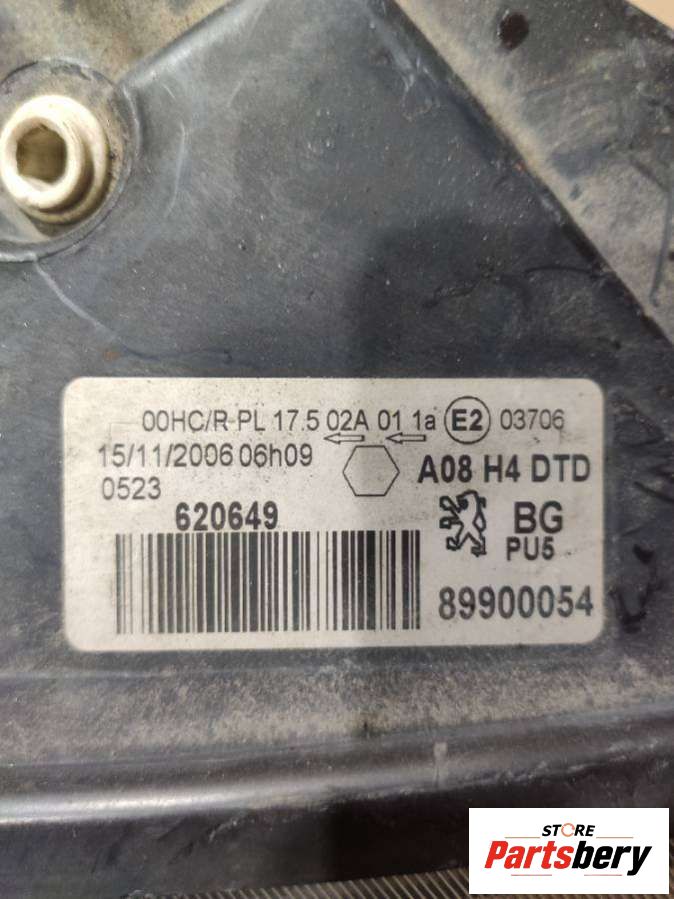 00HC/R PL 17.5 02A 01 1a E2 03706
15/11/2006 06h09
A08 H4 DTD
0523
620649
BG
PU5
89900054
STORE
Partsbery